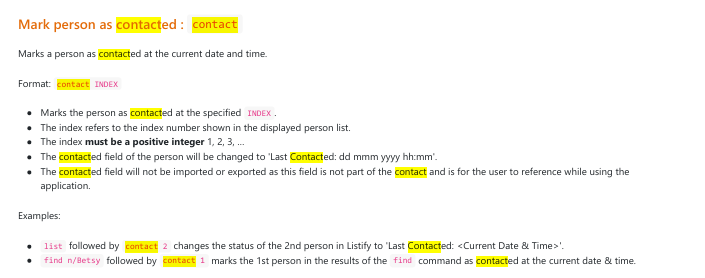 Mark person as contacted : contact
Marks a person as contacted at the current date and time.
Format: contact INDEX
• Marks the person as contacted at the specified INDEX.
• The index refers to the index number shown in the displayed person list.
• The index must be a positive integer 1, 2, 3, …
• The contacted field of the person will be changed to 'Last Contacted: dd mmm yyyy hh:mm'.
• The contacted field will not be imported or exported as this field is not part of the contact and is for the user to reference while using the
application.
Examples:
• list followed by contact 2 changes the status of the 2nd person in Listify to 'Last Contacted: <Current Date & Time>'.
• find n/Betsy followed by contact 1 marks the 1st person in the results of the find command as contacted at the current date & time.